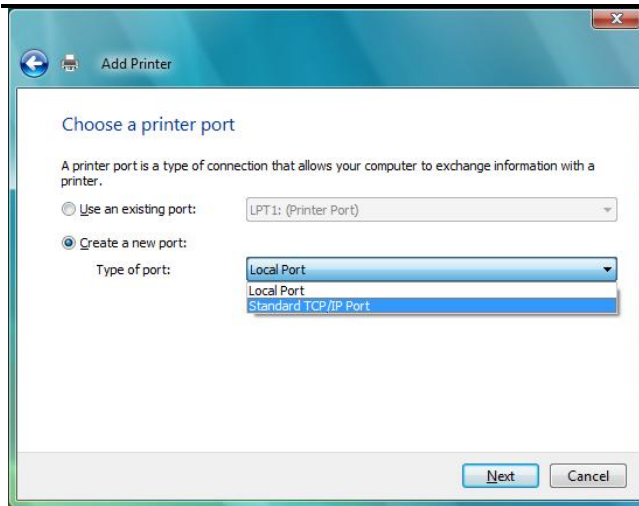 Add Printer
Choose a printer port
A printer port is a type of connection that allows your computer to exchange information with a
printer.
Use an existing port:
LPT1: (Printer Port)
Create a new port:
Type of port:
Local Port
Local Port
Standard TCP/IP Port
Next
Cancel